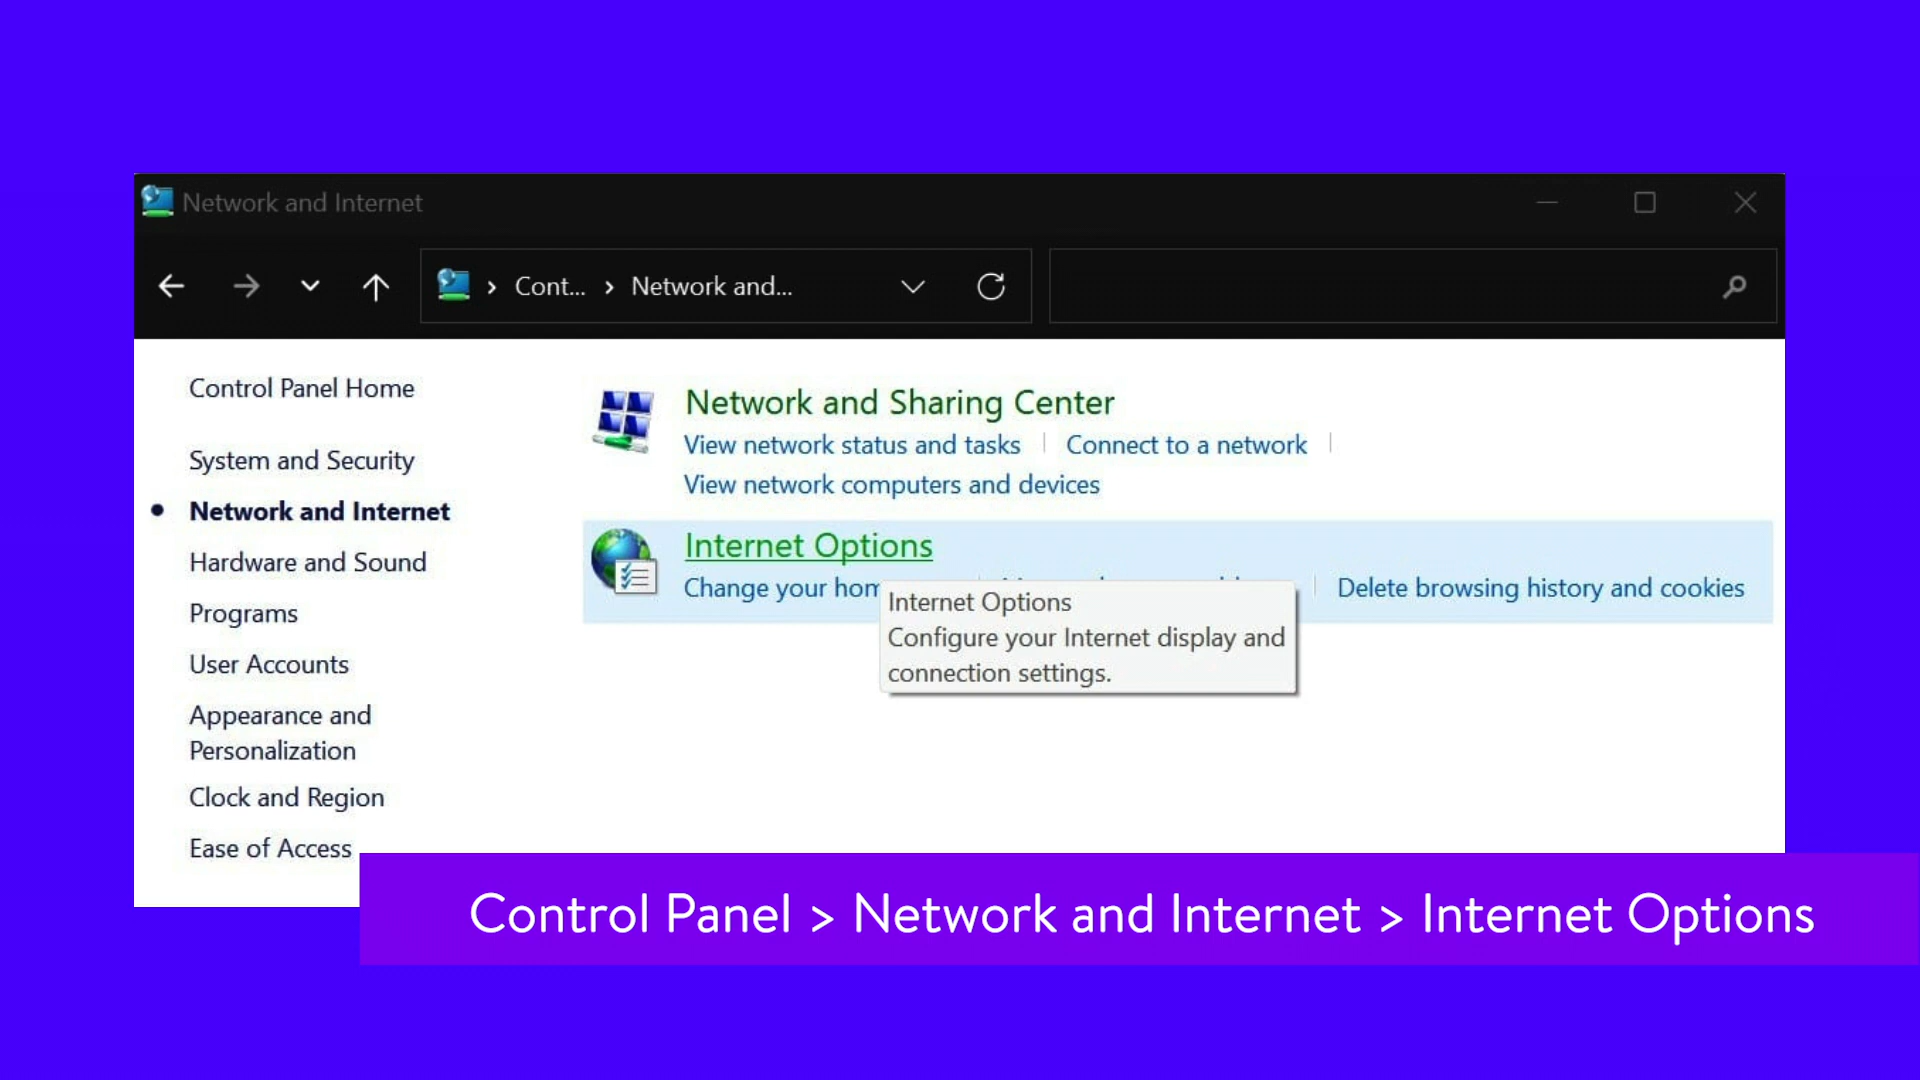 Network and Internet
Cont... Network and...
Control Panel Home
System and Security
Network and Internet
Hardware and Sound
Programs
User Accounts
Appearance and
Personalization
Clock and Region
Ease of Access
Network and Sharing Center
View network status and tasks Connect to a network
View network computers and devices
Internet Options
Change your Delete browsing history and cookies
Internet Options
Configure your Internet display and
connection settings.
Control Panel > Network and Internet > Internet Options